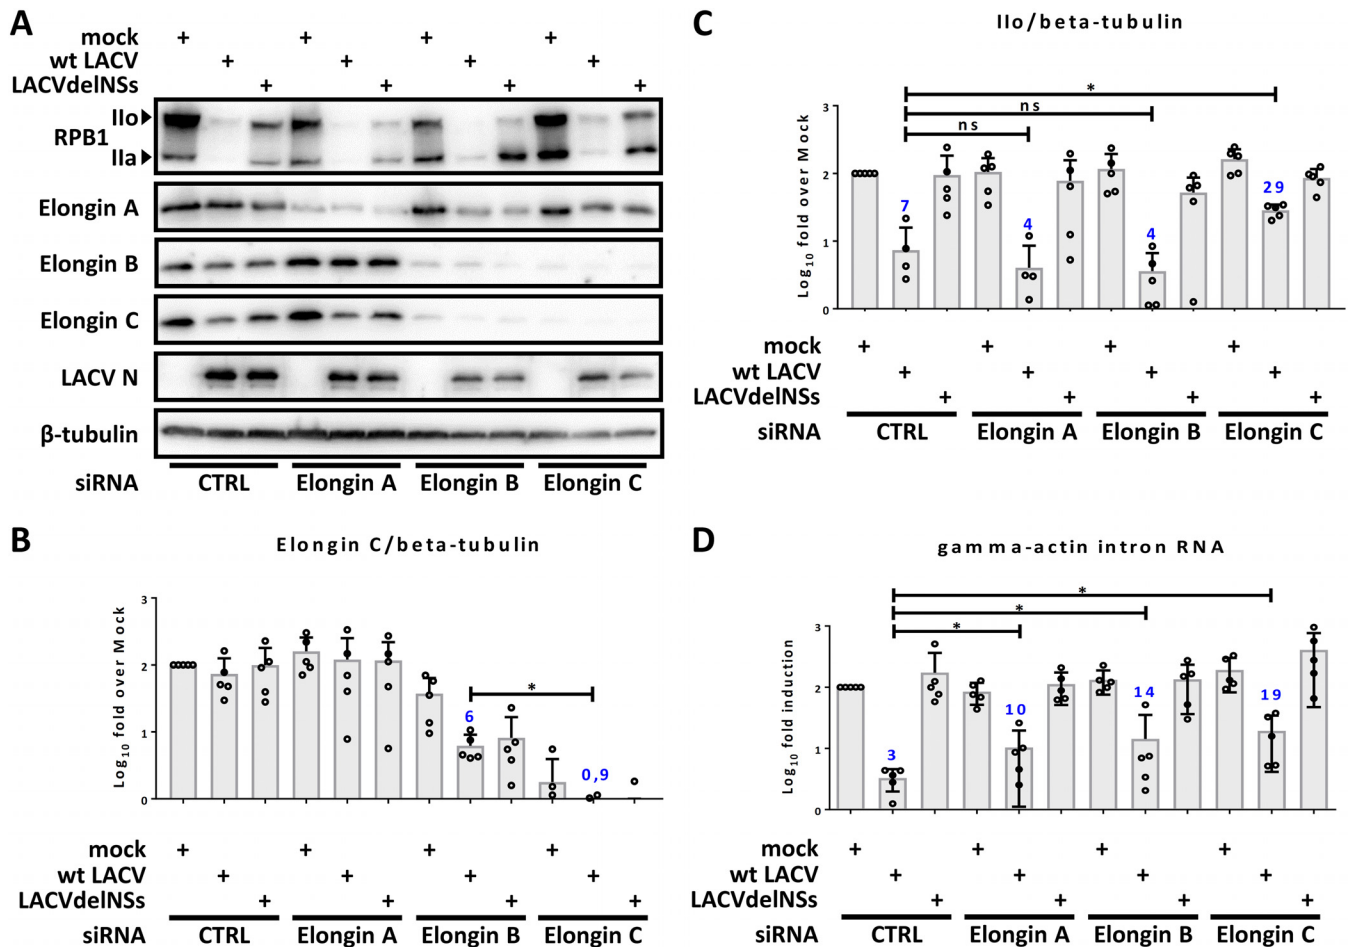 A
mock + + + +
wt LACV + + + +
LACVdelNSs + + + +
IIo
RPB1
IIa
Elongin A
Elongin B
Elongin C
LACV N
β-tubulin
siRNA CTRL Elongin A Elongin B Elongin C
B
Elongin C/beta-tubulin
Log10 fold over Mock
3
2
1
0
6
*
0,9
mock + + + +
wt LACV + + + +
LACVdelNSs + + + +
siRNA CTRL Elongin A Elongin B Elongin C
C
IIo/beta-tubulin
Log10 fold over Mock
3
2
1
0
*
ns
ns
7
4
4
29
mock + + + +
wt LACV + + + +
LACVdelNSs + + + +
siRNA CTRL Elongin A Elongin B Elongin C
D
gamma-actin intron RNA
Log10 fold induction
3
2
1
0
*
*
*
3
10
14
19
mock + + + +
wt LACV + + + +
LACVdelNSs + + + +
siRNA CTRL Elongin A Elongin B Elongin C